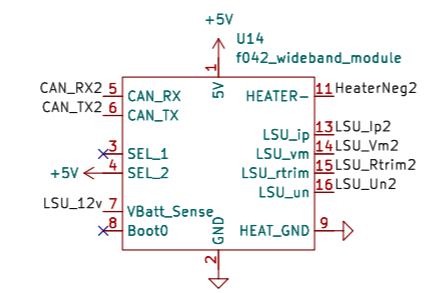 +5V
U14
f042_wideband_module
1
5V
CAN_RX2 5 CAN_RX
CAN_TX2 6 CAN_TX
3 SEL_1
+5V 4 SEL_2
LSU_12v 7 VBatt_Sense
8 Boot0
HEATER- 11 HeaterNeg2
LSU_ip 13 LSU_Ip2
LSU_vm 14 LSU_Vm2
LSU_rtrim 15 LSU_Rtrim2
LSU_un 16 LSU_Un2
HEAT_GND 9
GND
2